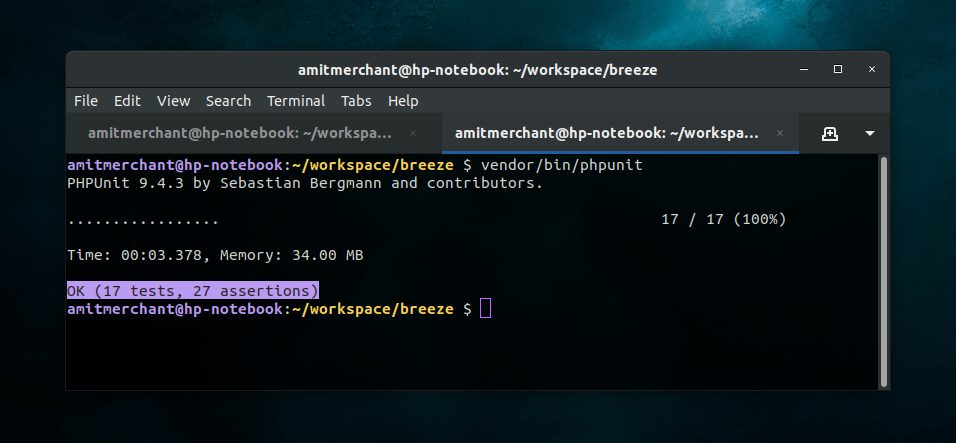 amitmerchant@hp-notebook: ~/workspace/breeze
File Edit View Search Terminal Tabs Help
amitmerchant@hp-notebook: ~/workspa... × amitmerchant@hp-notebook: ~/workspa... ×
amitmerchant@hp-notebook:~/workspace/breeze $ vendor/bin/phpunit
PHPUnit 9.4.3 by Sebastian Bergmann and contributors.
................. 17 / 17 (100%)
Time: 00:03.378, Memory: 34.00 MB
OK (17 tests, 27 assertions)
amitmerchant@hp-notebook:~/workspace/breeze $